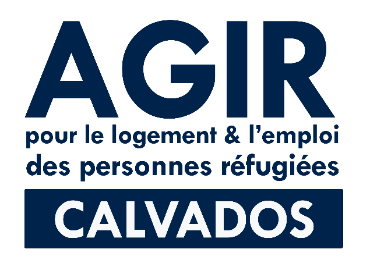 AGIR
pour le logement & l'emploi
des personnes réfugiées
CALVADOS